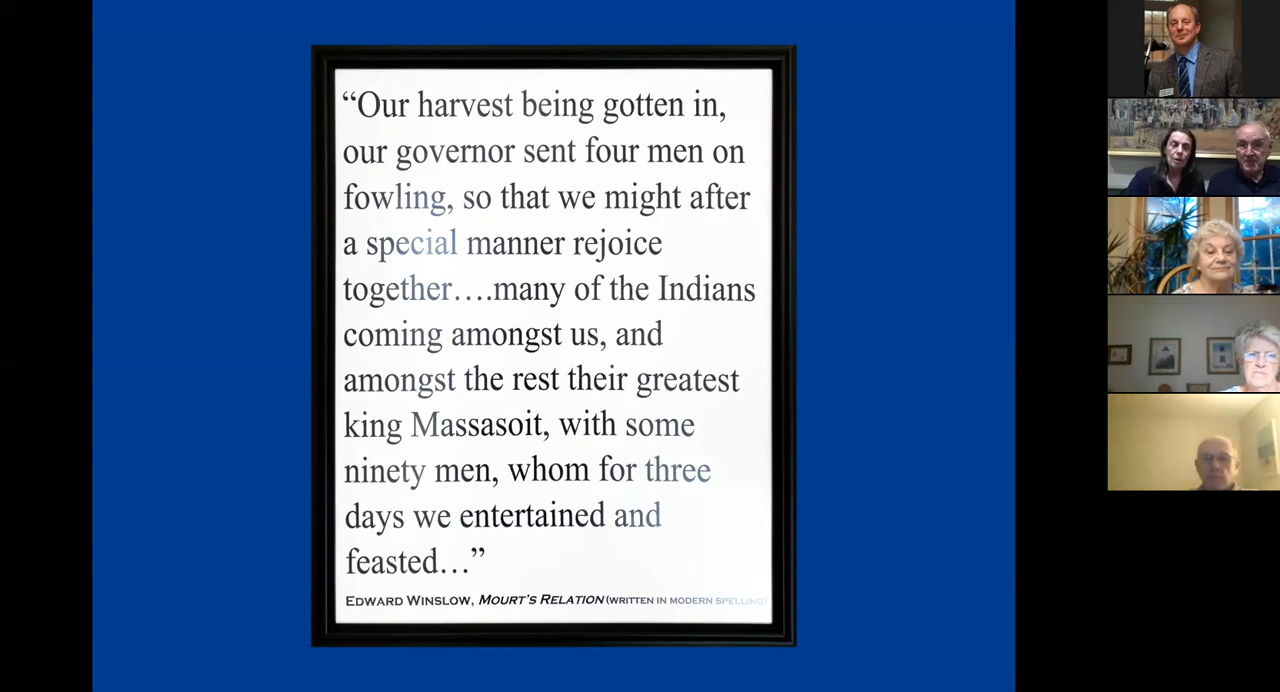 “Our harvest being gotten in,
our governor sent four men on
fowling, so that we might after
a special manner rejoice
together….many of the Indians
coming amongst us, and
amongst the rest their greatest
king Massasoit, with some
ninety men, whom for three
days we entertained and
feasted…”
EDWARD WINSLOW, MOURT'S RELATION (WRITTEN IN MODERN SPELLING)